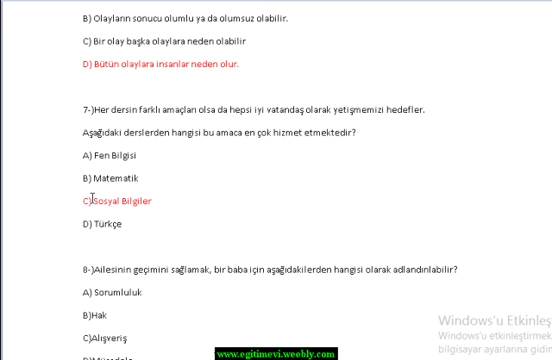 B) Olayların sonucu olumlu ya da olumsuz olabilir.
C) Bir olay başka olaylara neden olabilir
D) Bütün olaylara insanlar neden olur.
7-)Her dersin farklı amaçları olsa da hepsi iyi vatandaş olarak yetişmemizi hedefler.
Aşağıdaki derslerden hangisi bu amaca en çok hizmet etmektedir?
A) Fen Bilgisi
B) Matematik
C)Sosyal Bilgiler
D) Türkçe
8-)Ailesinin geçimini sağlamak, bir baba için aşağıdakilerden hangisi olarak adlandırılabilir?
A) Sorumluluk
B)Hak
C)Alışveriş
Windows'u Etkinleş
Windows'u etkinleştirmek
bilgisayar ayarlarına gidin
www.egitimevi.weebly.com